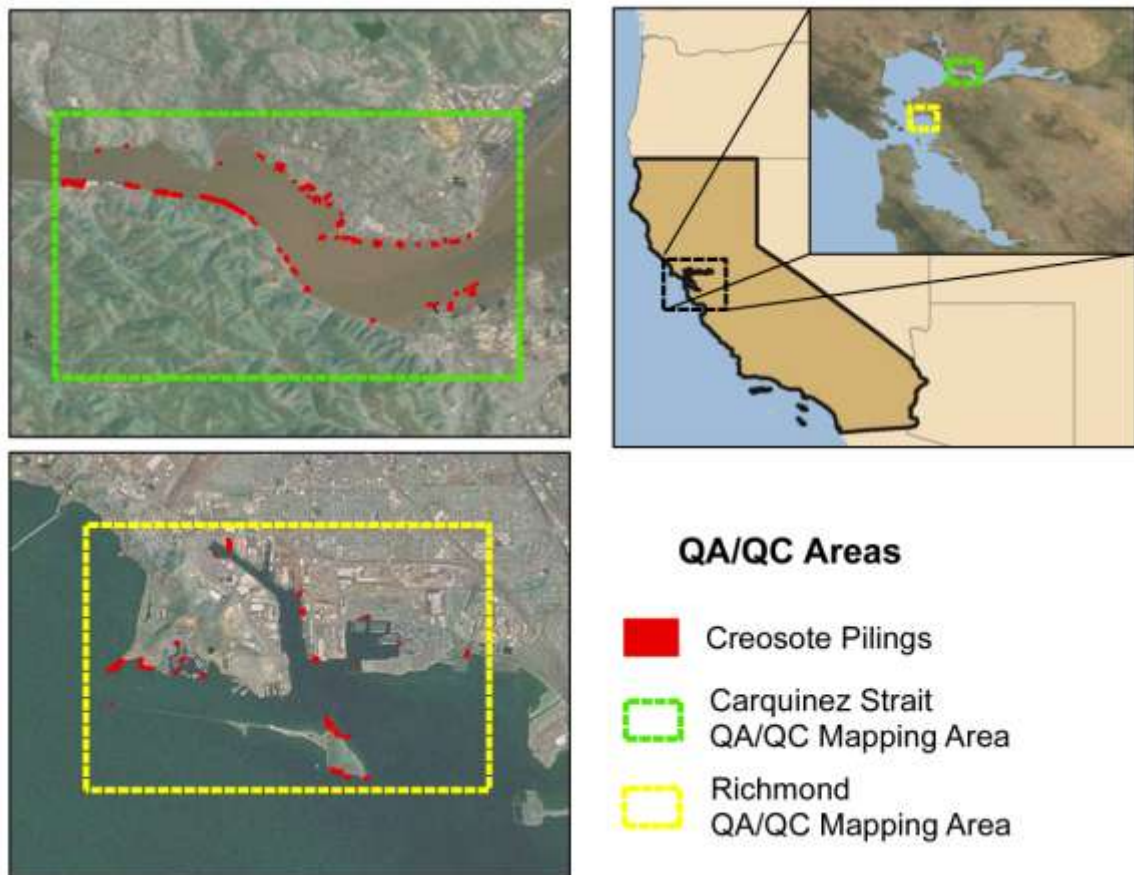 QA/QC Areas
Creosote Pilings
Carquinez Strait
QA/QC Mapping Area
Richmond
QA/QC Mapping Area